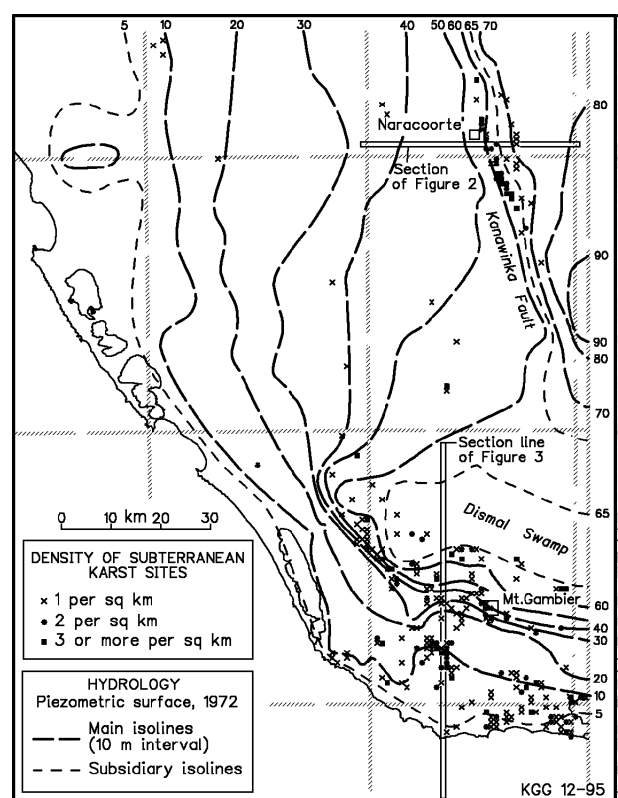 5 10 20 30 40 50 60 65 70
80
Naracoorte
Section
of Figure 2
Kanawinka Fault
90
90
80
70
Section line
of Figure 3
Dismal Swamp
65
0 10 km 20 30
DENSITY OF SUBTERRANEAN
KARST SITES
1 per sq km
2 per sq km
3 or more per sq km
Mt.Gambier
60
40
30
20
10
5
HYDROLOGY
Piezometric surface, 1972
Main isolines
(10 m interval)
Subsidiary isolines
KGG 12-95